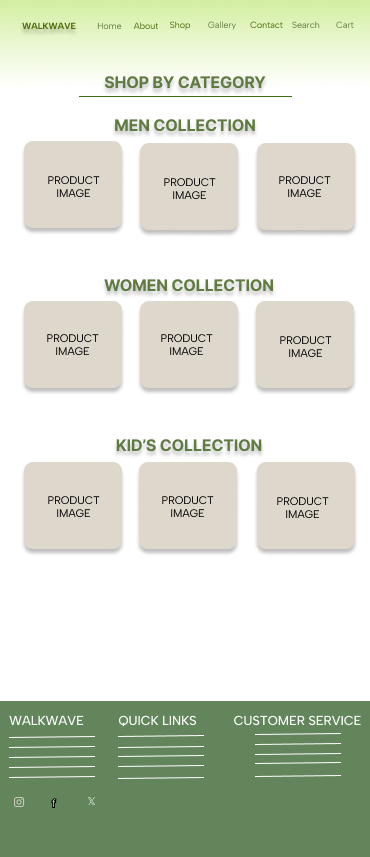 WALKWAVE Home About Shop Gallery Contact Search Cart
SHOP BY CATEGORY
MEN COLLECTION
PRODUCT IMAGE
PRODUCT IMAGE
PRODUCT IMAGE
WOMEN COLLECTION
PRODUCT IMAGE
PRODUCT IMAGE
PRODUCT IMAGE
KID’S COLLECTION
PRODUCT IMAGE
PRODUCT IMAGE
PRODUCT IMAGE
WALKWAVE QUICK LINKS CUSTOMER SERVICE